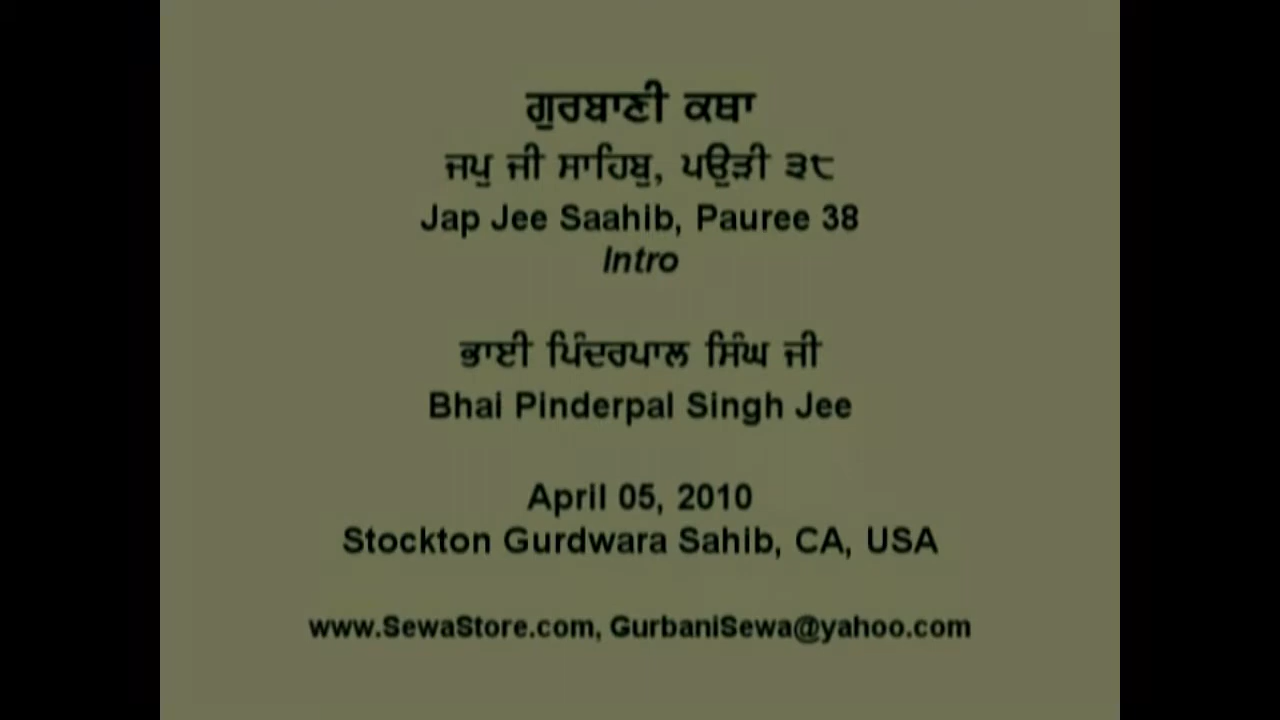 ਗੁਰਬਾਣੀ ਕਥਾ
ਜਪੁ ਜੀ ਸਾਹਿਬੁ, ਪਉੜੀ ੩੮
Jap Jee Saahib, Pauree 38
Intro
ਭਾਈ ਪਿੰਦਰਪਾਲ ਸਿੰਘ ਜੀ
Bhai Pinderpal Singh Jee
April 05, 2010
Stockton Gurdwara Sahib, CA, USA
www.SewaStore.com, GurbaniSewa@yahoo.com